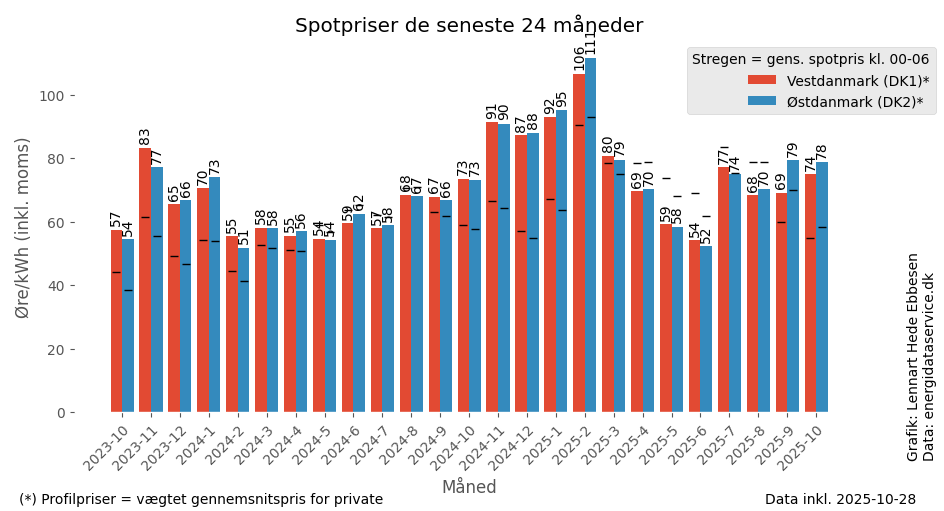 Spotpriser de seneste 24 måneder
Stregen = gens. spotpris kl. 00-06
Vestdanmark (DK1)*
Østdanmark (DK2)*
Øre/kWh (inkl. moms)
100
80
60
40
20
0
57 54 83 77 65 66 70 73 55 51 58 58 55 56 54 54 59 62 57 58 68 67 67 66 73 73 91 90 87 88 92 95 106 111 80 79 69 70 59 58 54 52 77 74 68 70 69 79 74 78
2023-10 2023-11 2023-12 2024-1 2024-2 2024-3 2024-4 2024-5 2024-6 2024-7 2024-8 2024-9 2024-10 2024-11 2024-12 2025-1 2025-2 2025-3 2025-4 2025-5 2025-6 2025-7 2025-8 2025-9 2025-10
Måned
Grafik: Lennart Hede Ebbesen
Data: energidataservice.dk
(*) Profilpriser = vægtet gennemsnitspris for private
Data inkl. 2025-10-28